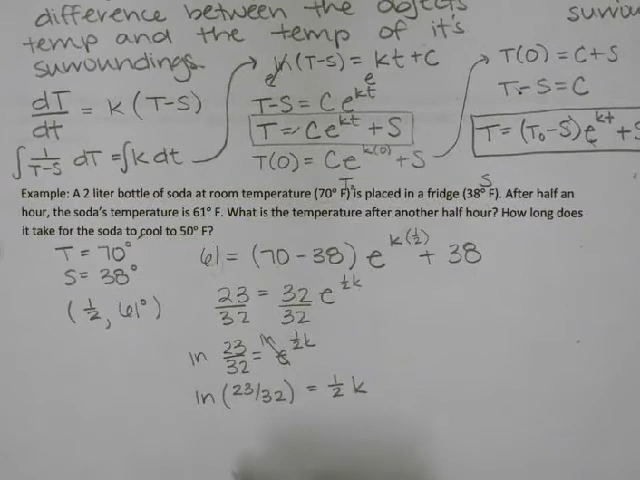 difference between the objects
temp and the temp of it's
surroundings.
surrou
dT/dt = K (T-S)
∫ 1/T-S dT = ∫ k dt
ln (T-S) = kt + C
e e
T-S = C e^kt
T = Ce^kt + S
T(0) = Ce^k(0) + S
T(0) = C + S
T₀ - S = C
T = (T₀-S)e^kt + S
T₀ S
Example: A 2 liter bottle of soda at room temperature (70° F) is placed in a fridge (38° F). After half an
hour, the soda's temperature is 61° F. What is the temperature after another half hour? How long does
it take for the soda to cool to 50° F?
T = 70°
S = 38°
(½, 61°)
61 = (70 - 38) e^k(½) + 38
23/32 = 32/32 e^½k
ln 23/32 = ln e^½k
ln (23/32) = ½ k